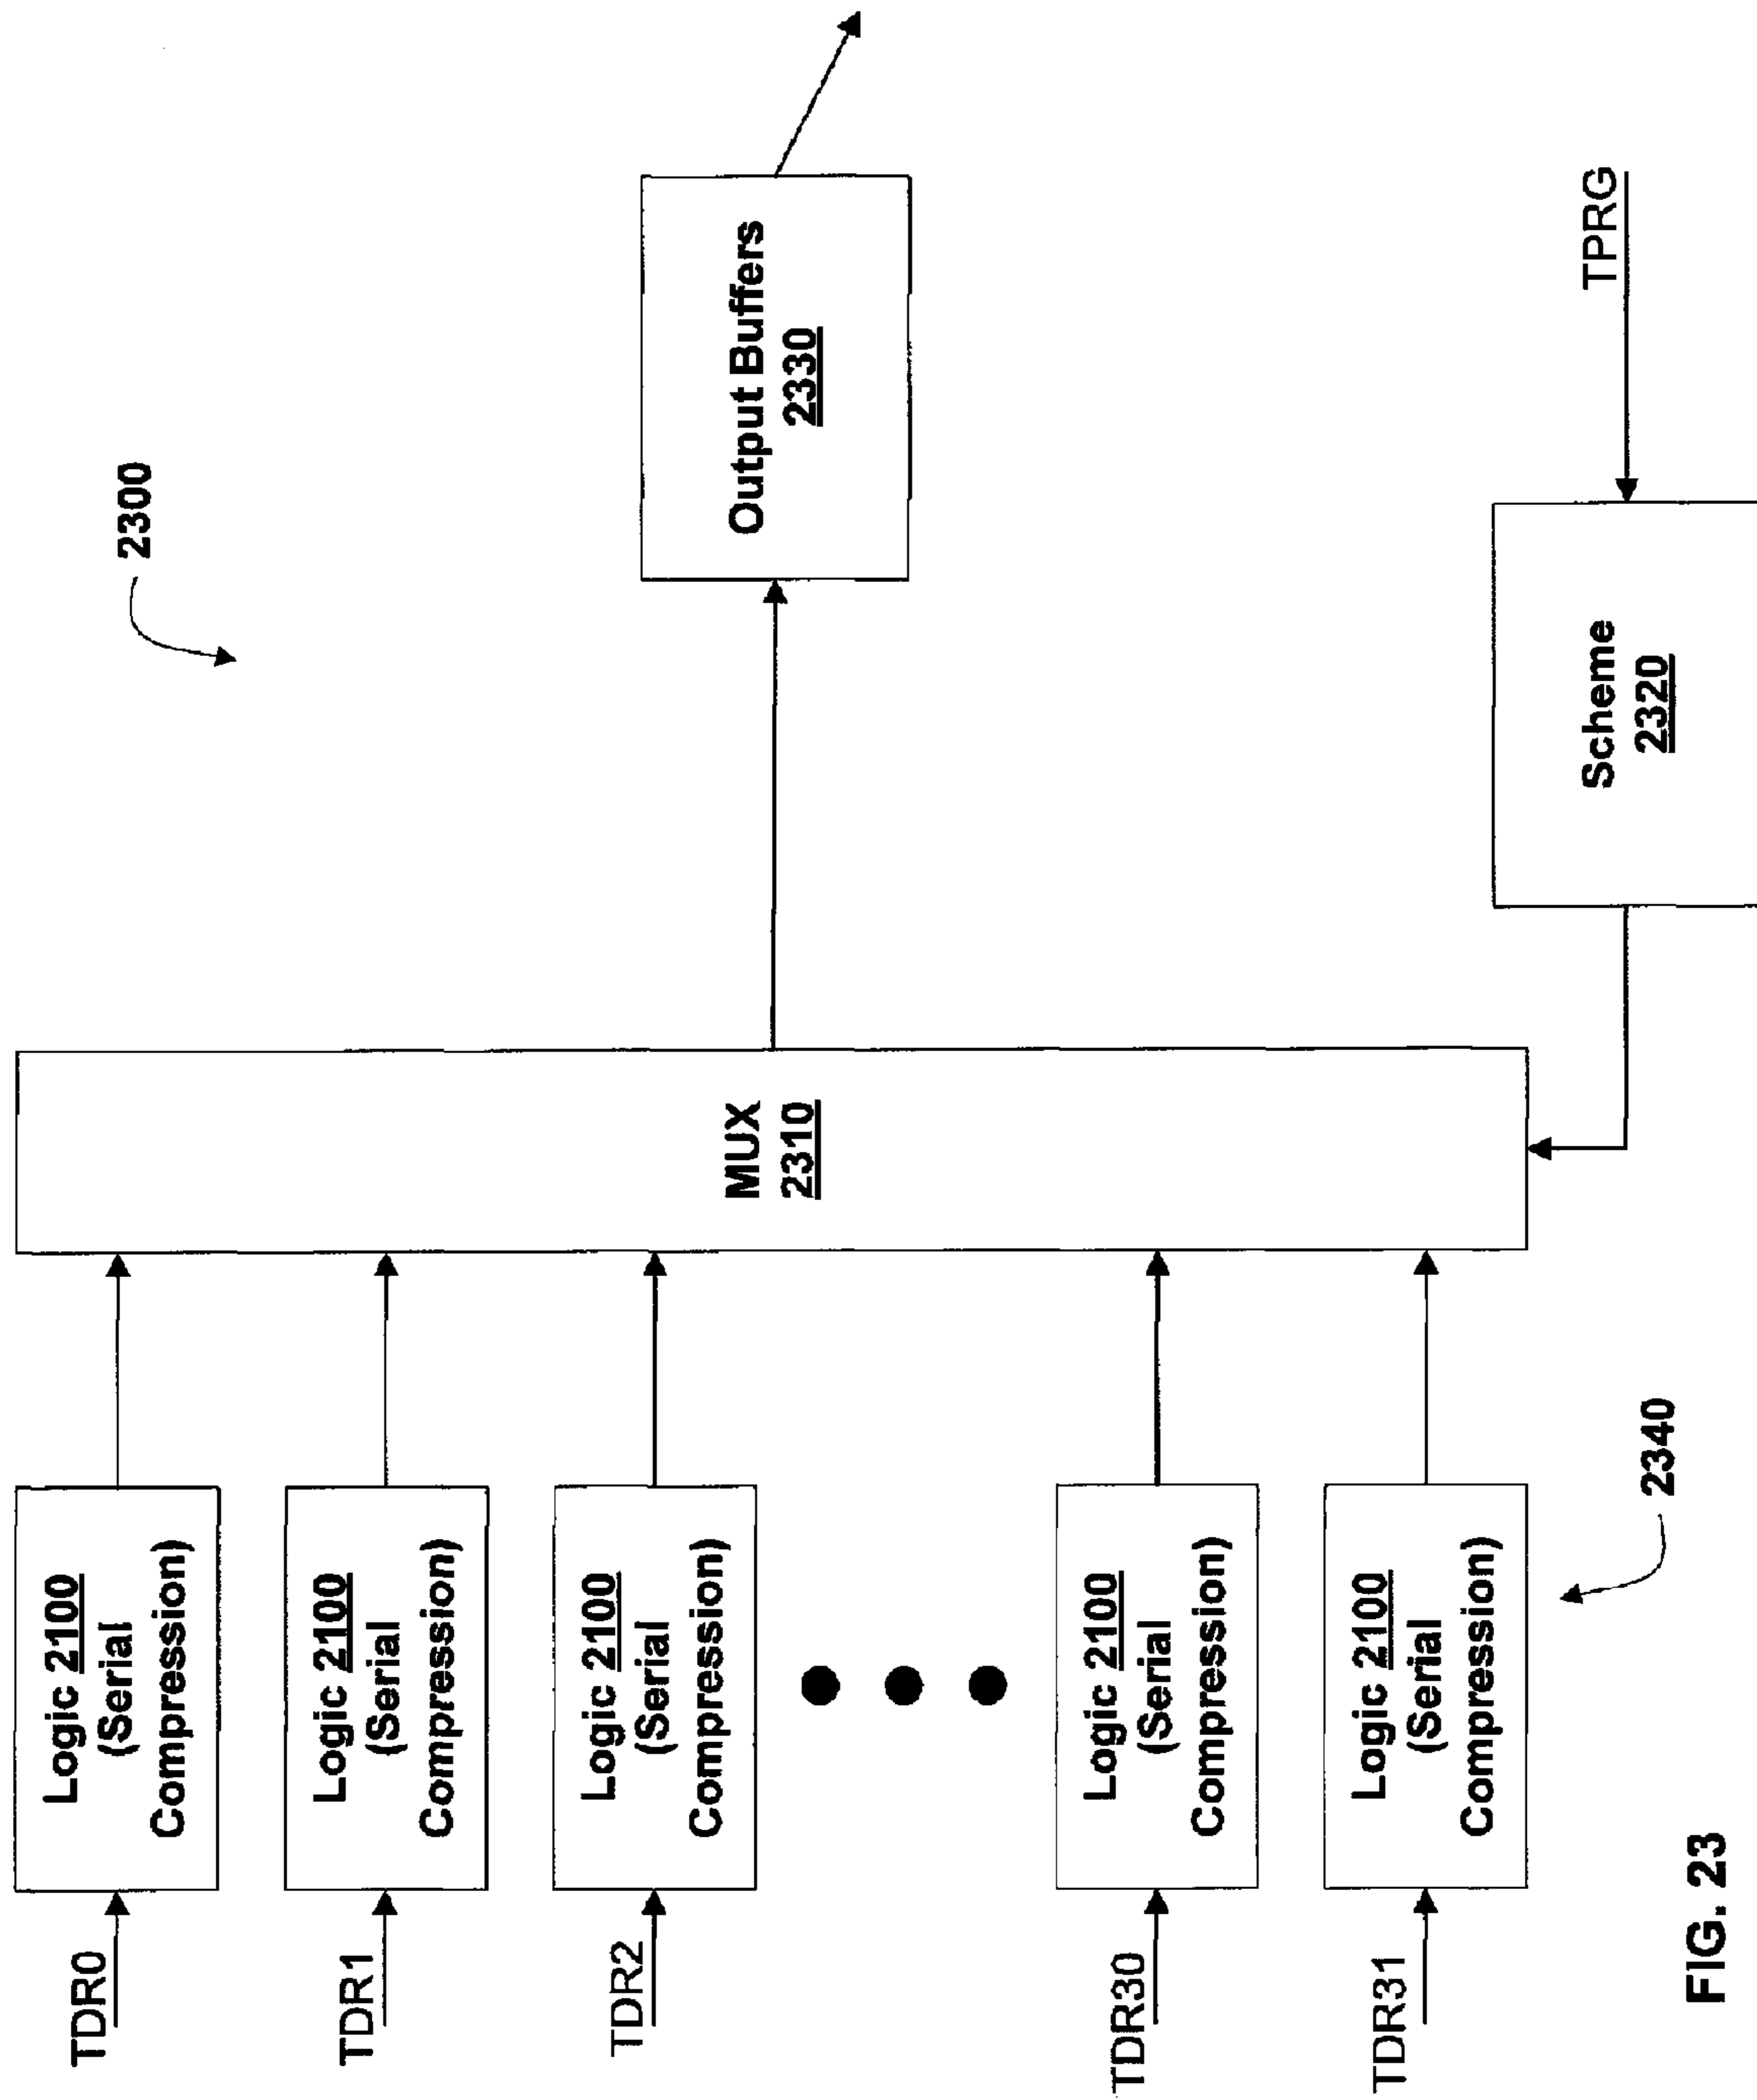 2300
TDR0
Logic 2100
(Serial
Compression)
TDR1
Logic 2100
(Serial
Compression)
TDR2
Logic 2100
(Serial
Compression)
TDR30
Logic 2100
(Serial
Compression)
TDR31
Logic 2100
(Serial
Compression)
2340
MUX
2310
Output Buffers
2330
Scheme
2320
TPRG
FIG. 23